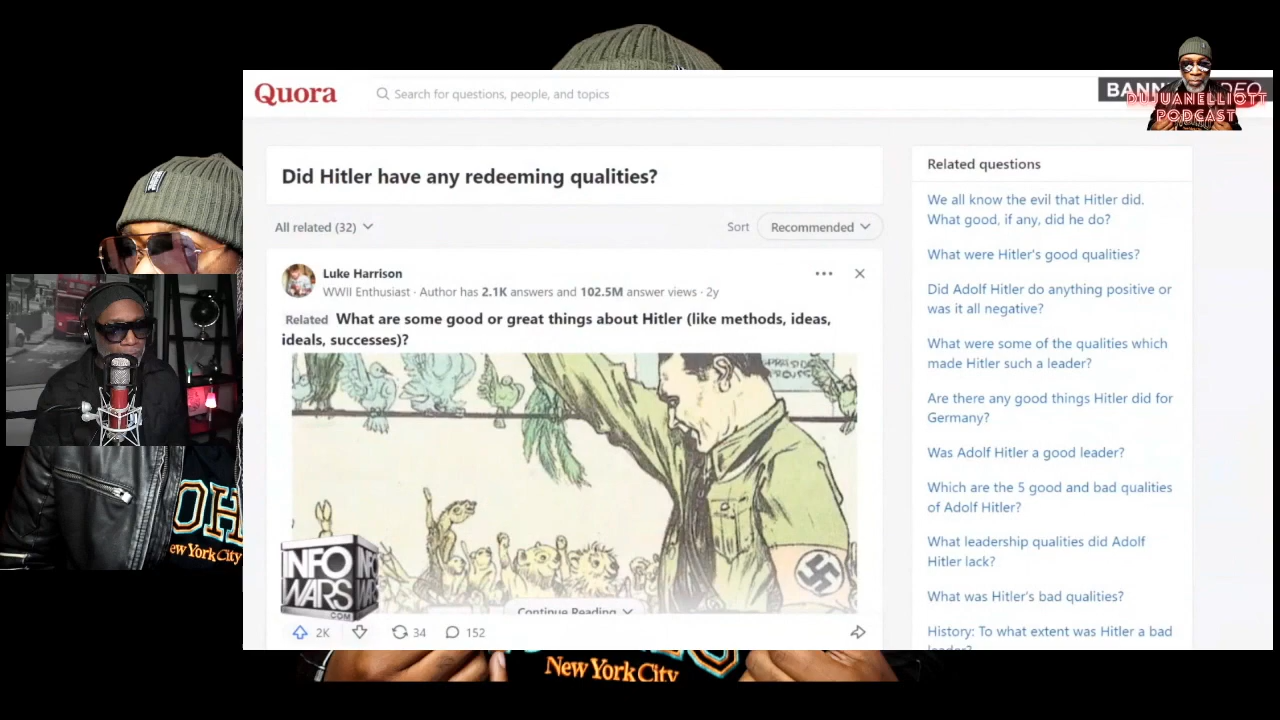 Quora
Search for questions, people, and topics
DUJUANELLIOTT
PODCAST
Did Hitler have any redeeming qualities?
All related (32)
Sort
Recommended
Luke Harrison
WWII Enthusiast · Author has 2.1K answers and 102.5M answer views · 2y
Related What are some good or great things about Hitler (like methods, ideas,
ideals, successes)?
INFO
WARS
.COM
Continue Reading
2K
34
152
Related questions
We all know the evil that Hitler did.
What good, if any, did he do?
What were Hitler's good qualities?
Did Adolf Hitler do anything positive or
was it all negative?
What were some of the qualities which
made Hitler such a leader?
Are there any good things Hitler did for
Germany?
Was Adolf Hitler a good leader?
Which are the 5 good and bad qualities
of Adolf Hitler?
What leadership qualities did Adolf
Hitler lack?
What was Hitler's bad qualities?
History: To what extent was Hitler a bad
leader?
New York City
New York City